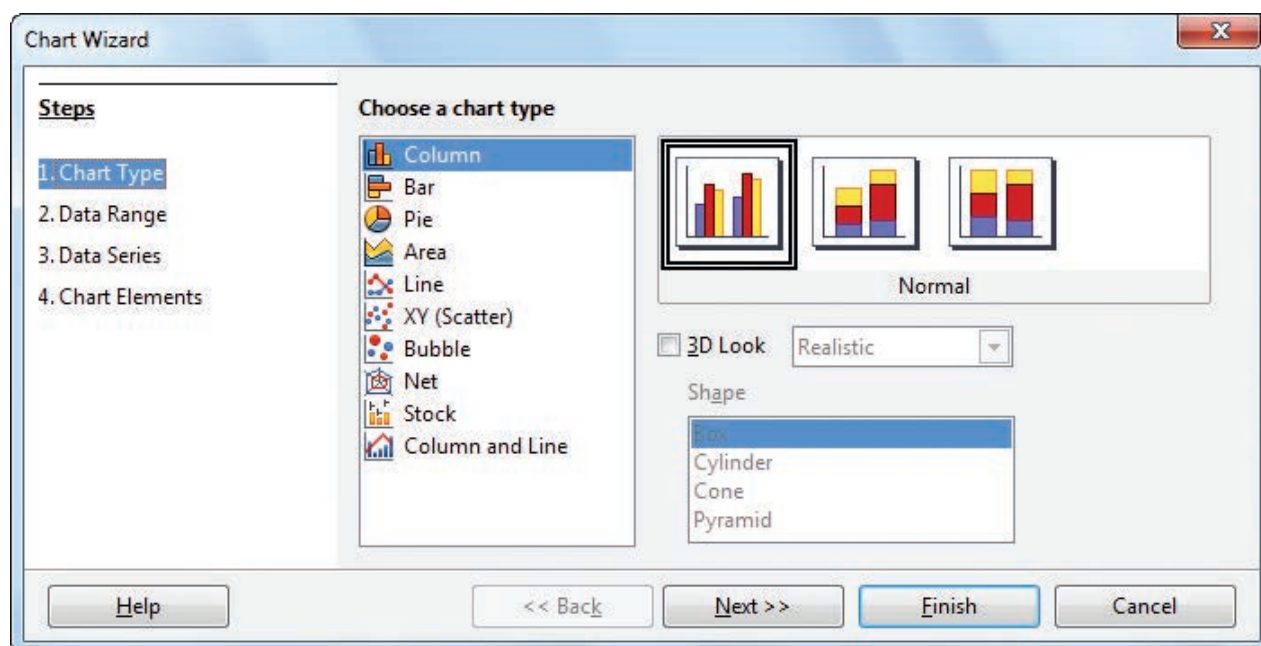 Chart Wizard
Steps
1. Chart Type
2. Data Range
3. Data Series
4. Chart Elements
Choose a chart type
Column
Bar
Pie
Area
Line
XY (Scatter)
Bubble
Net
Stock
Column and Line
Normal
3D Look
Realistic
Shape
Box
Cylinder
Cone
Pyramid
Help
<< Back
Next >>
Finish
Cancel